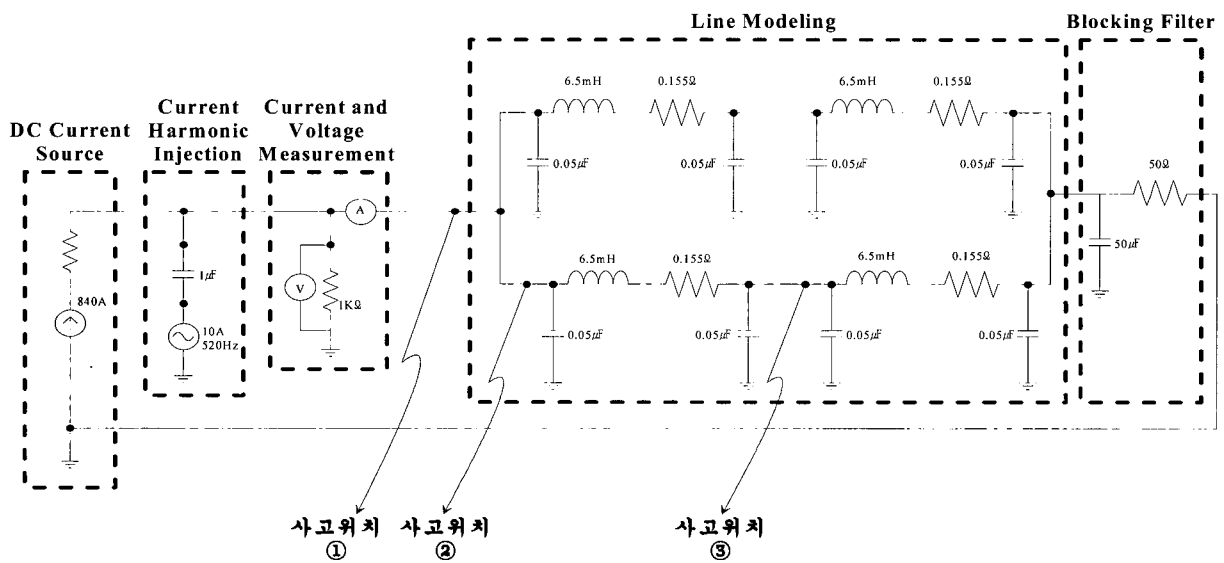 Line Modeling
Blocking Filter
DC Current
Source
Current
Harmonic
Injection
Current and
Voltage
Measurement
6.5mH
0.155Ω
6.5mH
0.155Ω
0.05μF
0.05μF
0.05μF
0.05μF
50Ω
50μF
A
V
1KΩ
1μF
10A
520Hz
840A
6.5mH
0.155Ω
6.5mH
0.155Ω
0.05μF
0.05μF
0.05μF
0.05μF
사고위치
①
사고위치
②
사고위치
③